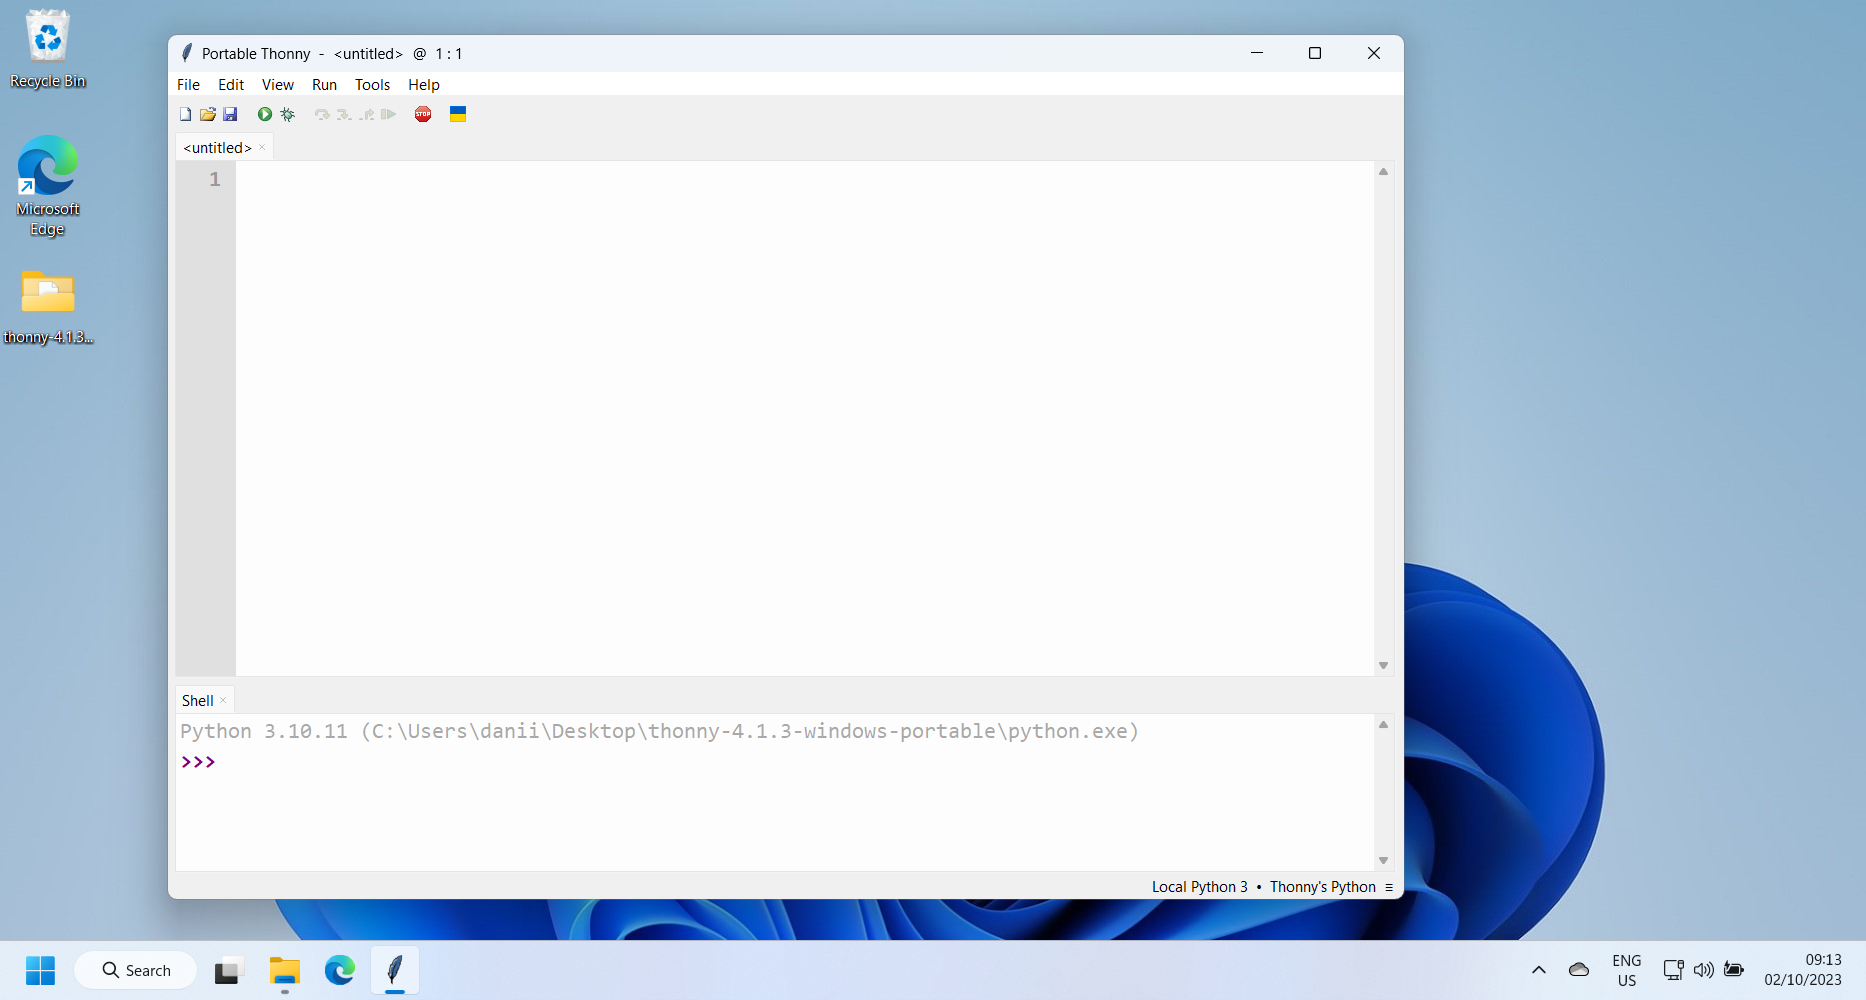 Recycle Bin
Microsoft
Edge
thonny-4.1.3...
Portable Thonny - <untitled> @ 1 : 1
File Edit View Run Tools Help
STOP
<untitled>
1
Shell
Python 3.10.11 (C:\Users\danii\Desktop\thonny-4.1.3-windows-portable\python.exe)
>>>
Local Python 3 • Thonny's Python ≡
Search
ENG
US
09:13
02/10/2023